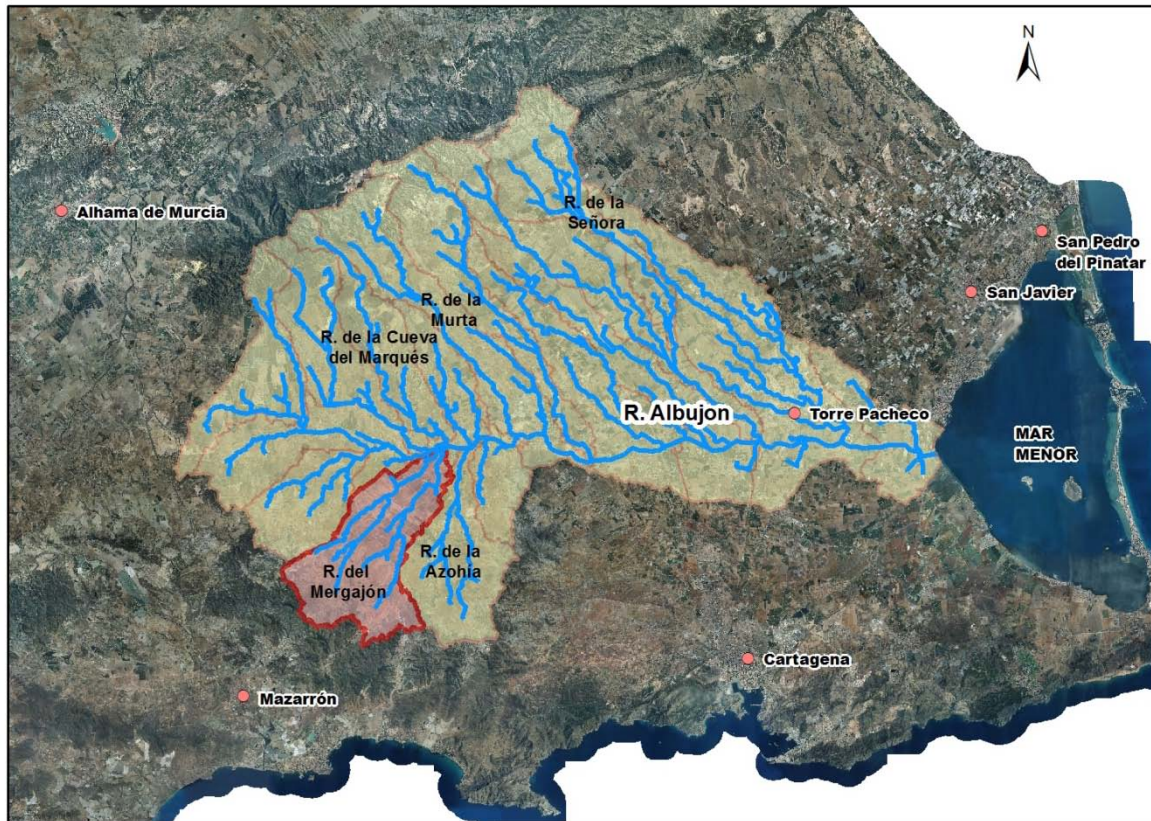 N
Alhama de Murcia
R. de la
Señora
San Pedro
del Pinatar
San Javier
R. de la
Murta
R. de la Cueva
del Marqués
R. Albujon
Torre Pacheco
MAR
MENOR
R. de la
Azohía
R. del
Mergajón
Cartagena
Mazarrón